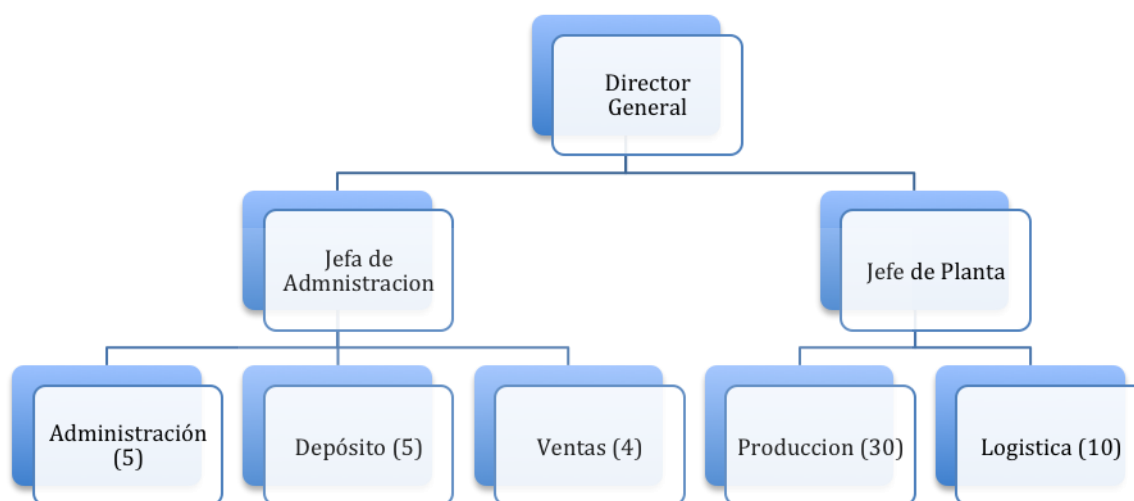 Director
General
Jefa de
Admnistracion
Jefe de Planta
Administración
(5)
Depósito (5)
Ventas (4)
Produccion (30)
Logistica (10)